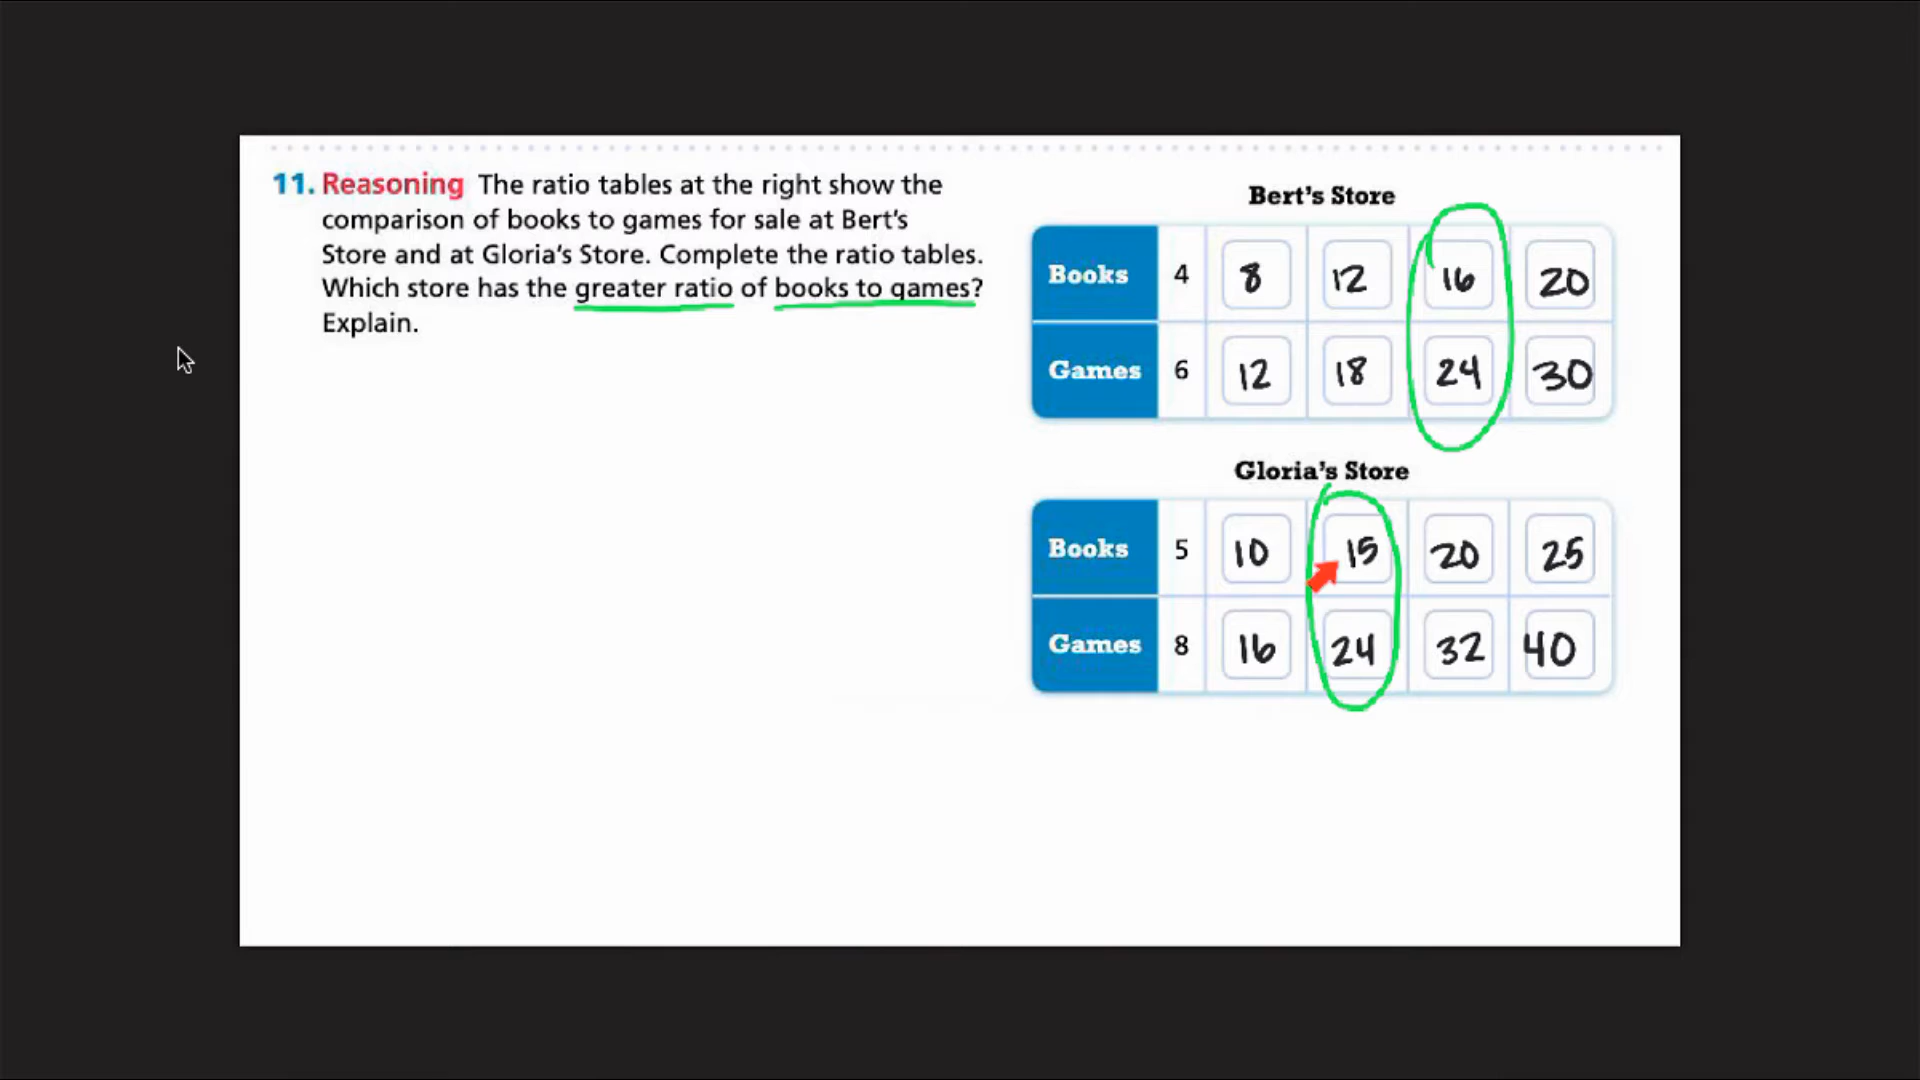 11. Reasoning The ratio tables at the right show the
comparison of books to games for sale at Bert's
Store and at Gloria's Store. Complete the ratio tables.
Which store has the greater ratio of books to games?
Explain.
Bert's Store
Books 4 8 12 16 20
Games 6 12 18 24 30
Gloria's Store
Books 5 10 15 20 25
Games 8 16 24 32 40